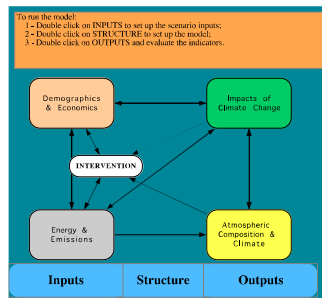 To run the model:
1 - Double click on INPUTS to set up the scenario inputs;
2 - Double click on STRUCTURE to set up the model;
3 - Double click on OUTPUTS and evaluate the indicators.
Demographics
& Economics
Impacts of
Climate Change
INTERVENTION
Energy &
Emissions
Atmospheric
Composition &
Climate
Inputs
Structure
Outputs